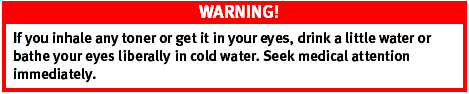 WARNING!
If you inhale any toner or get it in your eyes, drink a little water or
bathe your eyes liberally in cold water. Seek medical attention
immediately.